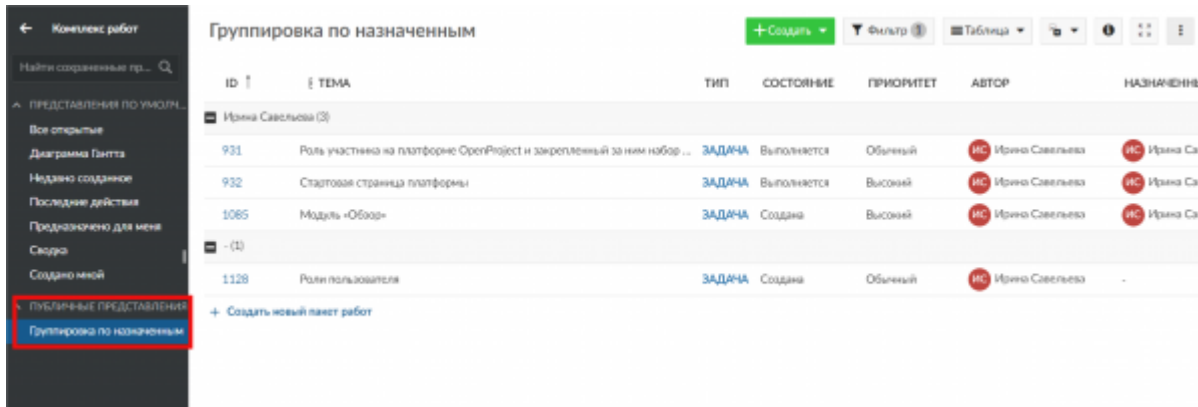 Комплекс работ
Группировка по назначенным
Создать
Фильтр 1
Таблица
Найти сохраненные пр...
ID
ТЕМА
ТИП
СОСТОЯНИЕ
ПРИОРИТЕТ
АВТОР
НАЗНАЧЕННЫ
ПРЕДСТАВЛЕНИЯ ПО УМОЛЧ...
Ирина Савельева (3)
Все открытые
931 Роль участника на платформе OpenProject и закрепленный за ним набор ... ЗАДАЧА Выполняется Обычный ИС Ирина Савельева ИС Ирина Са
Диаграмма Гантта
Недавно созданное
932 Стартовая страница платформы ЗАДАЧА Выполняется Высокий ИС Ирина Савельева ИС Ирина Са
Последние действия
1085 Модуль «Обзор» ЗАДАЧА Создана Высокий ИС Ирина Савельева ИС Ирина Са
Предназначено для меня
Сводка
- (1)
Создано мной
1128 Роли пользователя ЗАДАЧА Создана Обычный ИС Ирина Савельева -
ПУБЛИЧНЫЕ ПРЕДСТАВЛЕНИЯ
Создать новый пакет работ
Группировка по назначенным